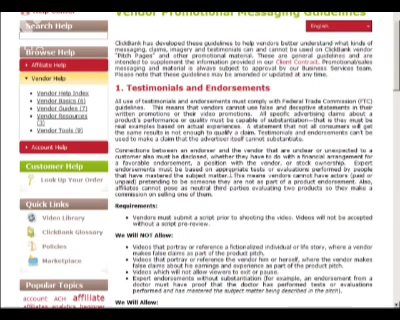 Vendor Promotional Messaging Guidelines
Search Help
English
Browse Help
ClickBank has developed these guidelines to help vendors better understand what kinds of
messaging claims, imagery and testimonials can and cannot be used on ClickBank vendor
"Pitch Pages" and other promotional material. These are general guidelines and are
intended to supplement the information provided in our Client Contract. Promotional/sales
messaging and material is always subject to approval by our Business Services team.
Please note that these guidelines may be amended or updated at any time.
Affiliate Help
Vendor Help
Vendor Help Index
Vendor Basics (6)
Vendor Guides (7)
Vendor Resources
(3)
Vendor Tools (9)
Account Help
1. Testimonials and Endorsements
All use of testimonials and endorsements must comply with Federal Trade Commission (FTC)
guidelines. This means that vendors cannot use false and deceptive statements in their
written promotions or their video promotions. All specific advertising claims about a
product's performance or quality must be capable of substantiation—that is they must be
real examples based on actual experiences. A disclaimer that not all consumers will get
the same results is not enough to qualify a claim. Testimonials and endorsements can't be
used to make a claim that the advertiser itself cannot substantiate.
Connections between an endorser and the vendor that are unclear or unexpected to a
customer also must be disclosed, whether they have to do with a financial arrangement for
a favorable endorsement, a position with the vendor, or stock ownership. Expert
endorsements must be based on appropriate tests or evaluations performed by people
that have mastered the subject matter. This means vendors cannot have actors (paid or
unpaid) pretending to be someone they are not as part of a product endorsement. Also,
affiliates cannot pose as neutral third parties evaluating two products so they make a
commission on selling one of them.
Customer Help
Look Up Your Order
Quick Links
Video Library
ClickBank Glossary
Policies
Marketplace
Requirements:
Vendors must submit a script prior to shooting the video. Videos will not be accepted
without a script pre-review.
We Will NOT Allow:
Videos that portray or reference a fictionalized individual or life story, where a vendor
makes false claims as part of the product pitch.
Videos that portray or reference the vendor him or herself, where the vendor makes
false claims about his earnings and experience as part of the product pitch.
Videos which will not allow viewers to exit or pause.
Expert endorsements without substantiation (for example, an endorsement from a
doctor must have proof that the doctor has performed tests or evaluations
performed and has mastered the subject matter being described in the pitch).
We Will Allow:
Popular Topics
account ACH affiliate